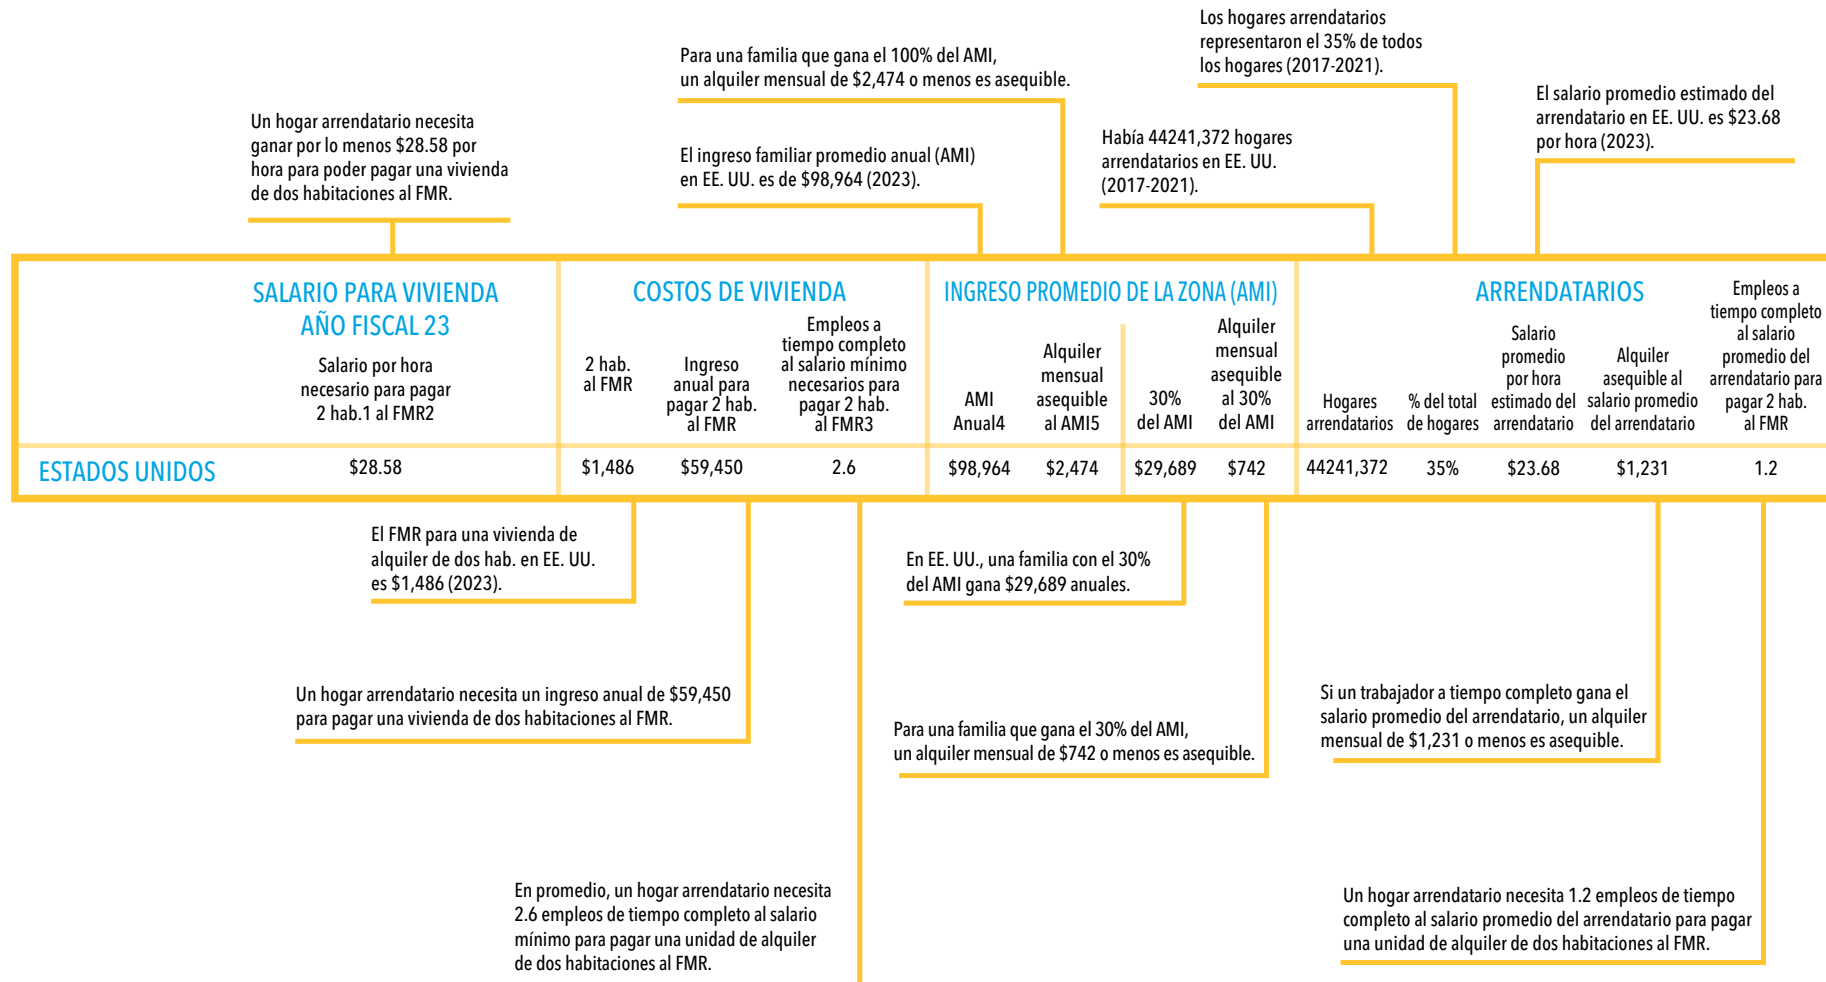 Los hogares arrendatarios
representaron el 35% de todos
los hogares (2017-2021).
Para una familia que gana el 100% del AMI,
un alquiler mensual de $2,474 o menos es asequible.
El salario promedio estimado del
arrendatario en EE. UU. es $23.68
por hora (2023).
Un hogar arrendatario necesita
ganar por lo menos $28.58 por
hora para poder pagar una vivienda
de dos habitaciones al FMR.
El ingreso familiar promedio anual (AMI)
en EE. UU. es de $98,964 (2023).
Había 44241,372 hogares
arrendatarios en EE. UU.
(2017-2021).
SALARIO PARA VIVIENDA
AÑO FISCAL 23
Salario por hora
necesario para pagar
2 hab.1 al FMR2
COSTOS DE VIVIENDA
2 hab.
al FMR
Ingreso
anual para
pagar 2 hab.
al FMR
Empleos a
tiempo completo
al salario mínimo
necesarios para
pagar 2 hab.
al FMR3
INGRESO PROMEDIO DE LA ZONA (AMI)
AMI
Anual4
Alquiler
mensual
asequible
al AMI5
30%
del AMI
Alquiler
mensual
asequible
al 30%
del AMI
ARRENDATARIOS
Hogares
arrendatarios
% del total
de hogares
Salario
promedio
por hora
estimado del
arrendatario
Alquiler
asequible al
salario promedio
del arrendatario
Empleos a
tiempo completo
al salario
promedio del
arrendatario para
pagar 2 hab.
al FMR
ESTADOS UNIDOS $28.58 $1,486 $59,450 2.6 $98,964 $2,474 $29,689 $742 44241,372 35% $23.68 $1,231 1.2
El FMR para una vivienda de
alquiler de dos hab. en EE. UU.
es $1,486 (2023).
En EE. UU., una familia con el 30%
del AMI gana $29,689 anuales.
Un hogar arrendatario necesita un ingreso anual de $59,450
para pagar una vivienda de dos habitaciones al FMR.
Para una familia que gana el 30% del AMI,
un alquiler mensual de $742 o menos es asequible.
Si un trabajador a tiempo completo gana el
salario promedio del arrendatario, un alquiler
mensual de $1,231 o menos es asequible.
En promedio, un hogar arrendatario necesita
2.6 empleos de tiempo completo al salario
mínimo para pagar una unidad de alquiler
de dos habitaciones al FMR.
Un hogar arrendatario necesita 1.2 empleos de tiempo
completo al salario promedio del arrendatario para pagar
una unidad de alquiler de dos habitaciones al FMR.